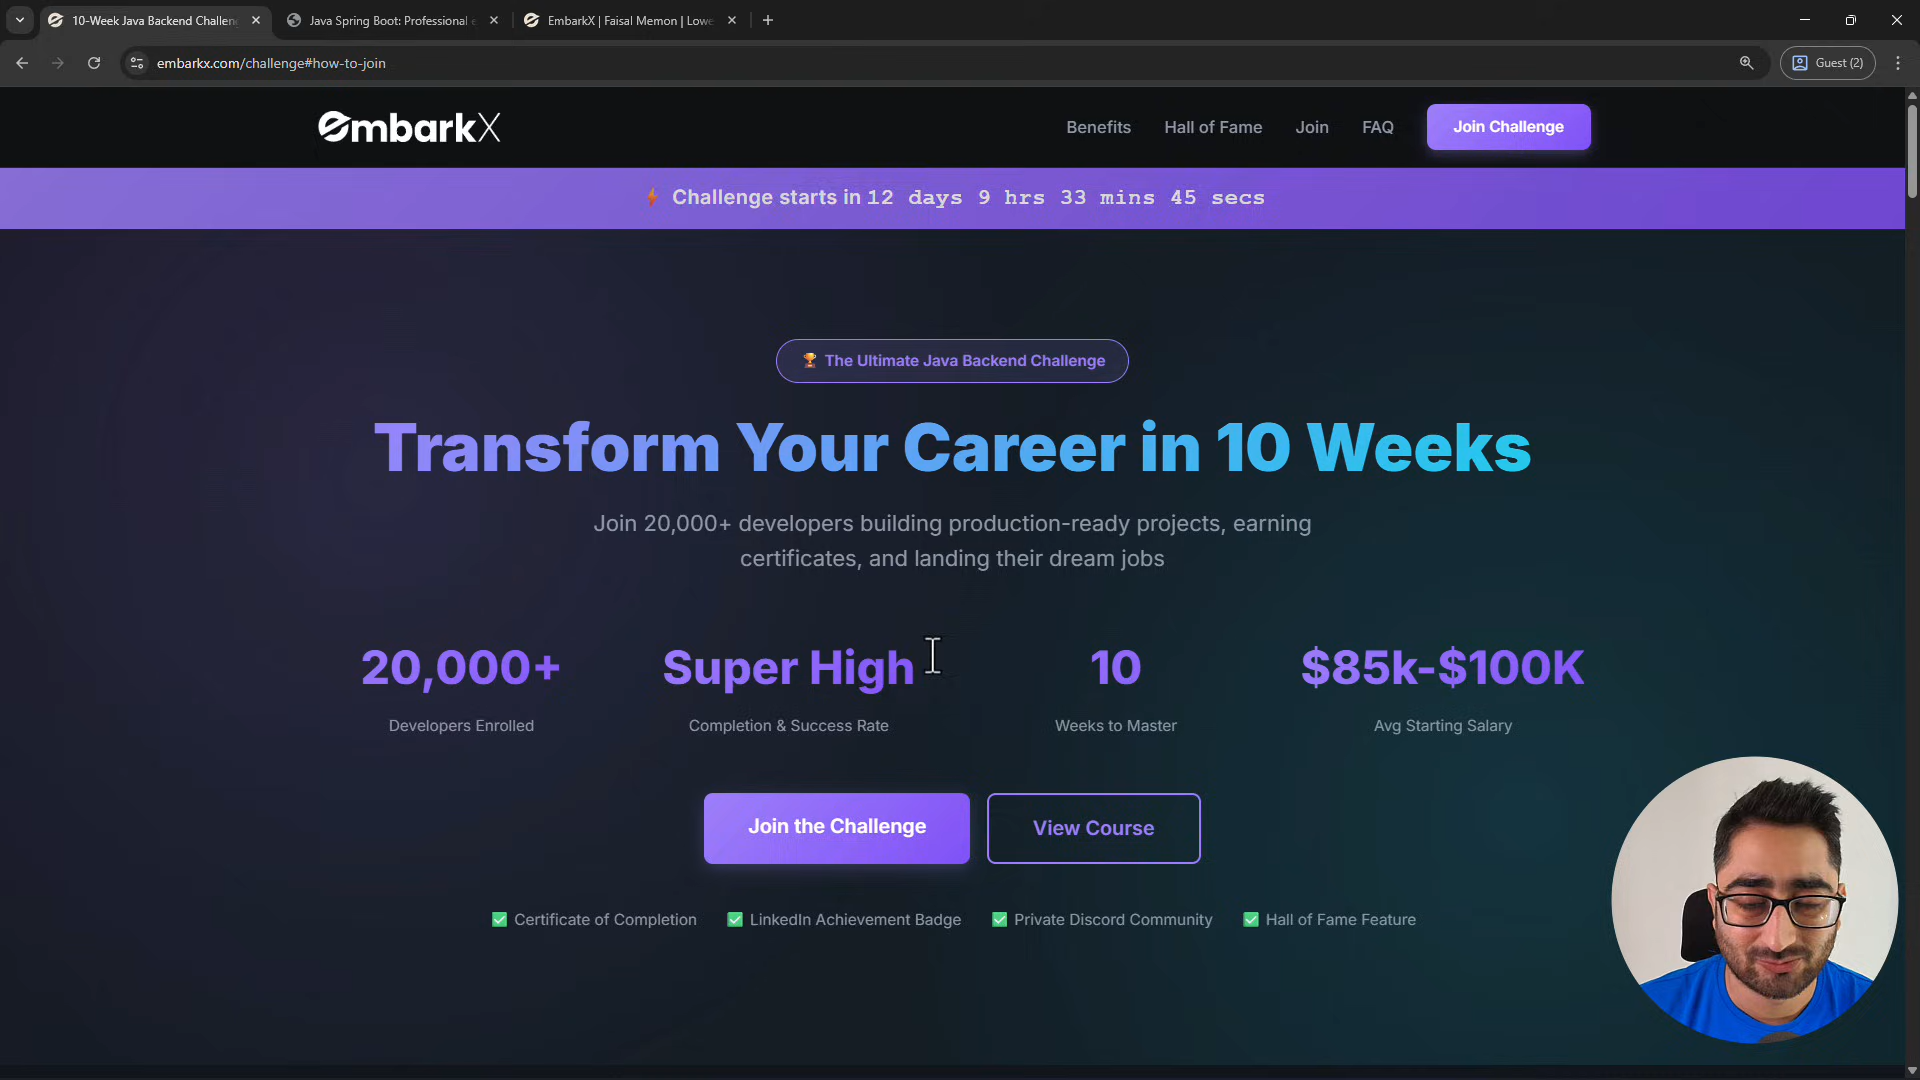 10-Week Java Backend Challen
Java Spring Boot: Professional
EmbarkX | Faisal Memon | Lowe
embarkx.com/challenge#how-to-join
Guest (2)
EmbarkX
Benefits
Hall of Fame
Join
FAQ
Join Challenge
Challenge starts in 12 days 9 hrs 33 mins 45 secs
The Ultimate Java Backend Challenge
Transform Your Career in 10 Weeks
Join 20,000+ developers building production-ready projects, earning
certificates, and landing their dream jobs
20,000+
Developers Enrolled
Super High
Completion & Success Rate
10
Weeks to Master
$85k-$100K
Avg Starting Salary
Join the Challenge
View Course
Certificate of Completion
LinkedIn Achievement Badge
Private Discord Community
Hall of Fame Feature